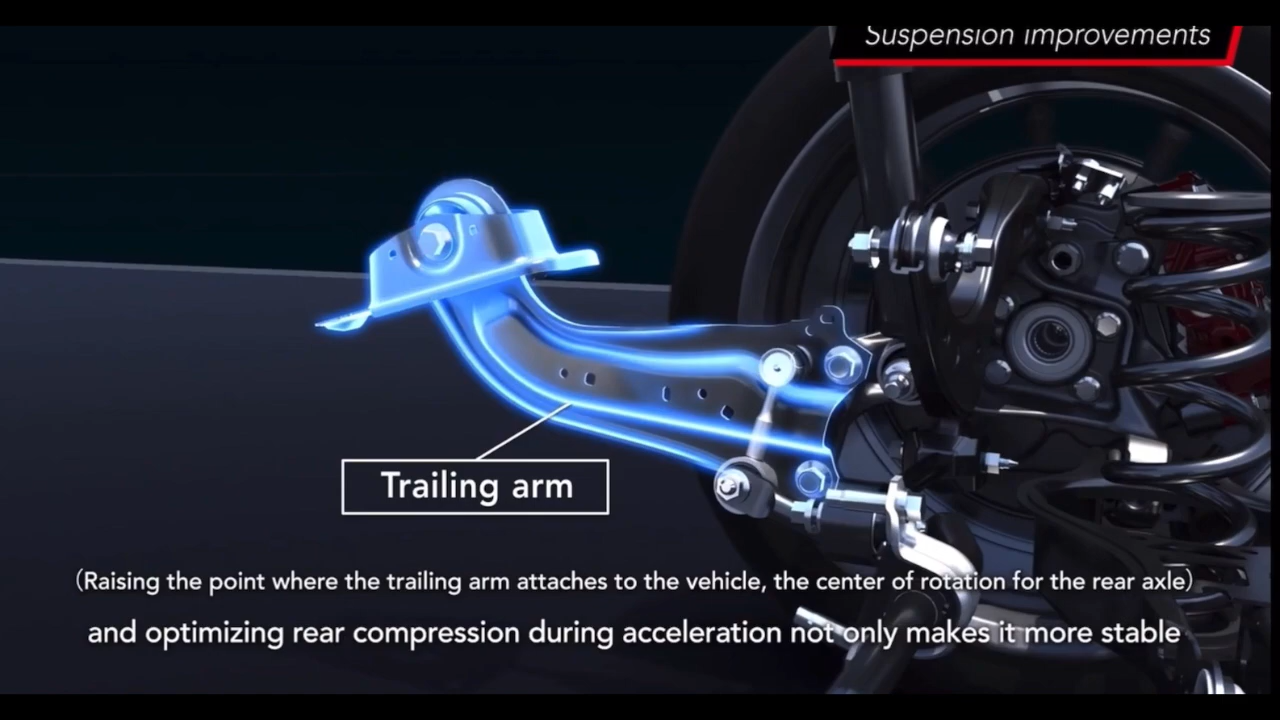 Suspension improvements
Trailing arm
(Raising the point where the trailing arm attaches to the vehicle, the center of rotation for the rear axle)
and optimizing rear compression during acceleration not only makes it more stable